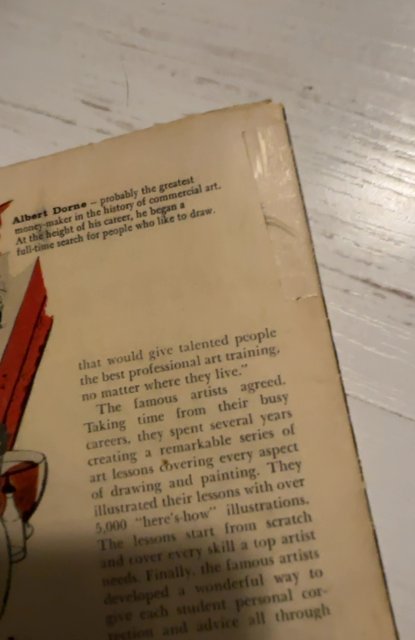 Albert Dorne – probably the greatest
money-maker in the history of commercial art.
At the height of his career, he began a
full-time search for people who like to draw.
that would give talented people
the best professional art training,
no matter where they live."
The famous artists agreed.
Taking time from their busy
careers, they spent several years
creating a remarkable series of
art lessons covering every aspect
of drawing and painting. They
illustrated their lessons with over
5,000 "here's-how" illustrations.
The lessons start from scratch
and cover every skill a top artist
needs. Finally, the famous artists
developed a wonderful way to
give each student personal cor-
rection and advice all through